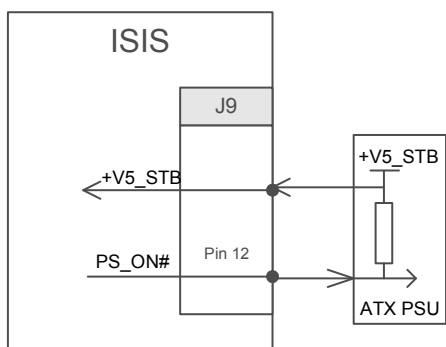 ISIS
J9
+V5_STB
+V5_STB
PS_ON#
Pin 12
ATX PSU